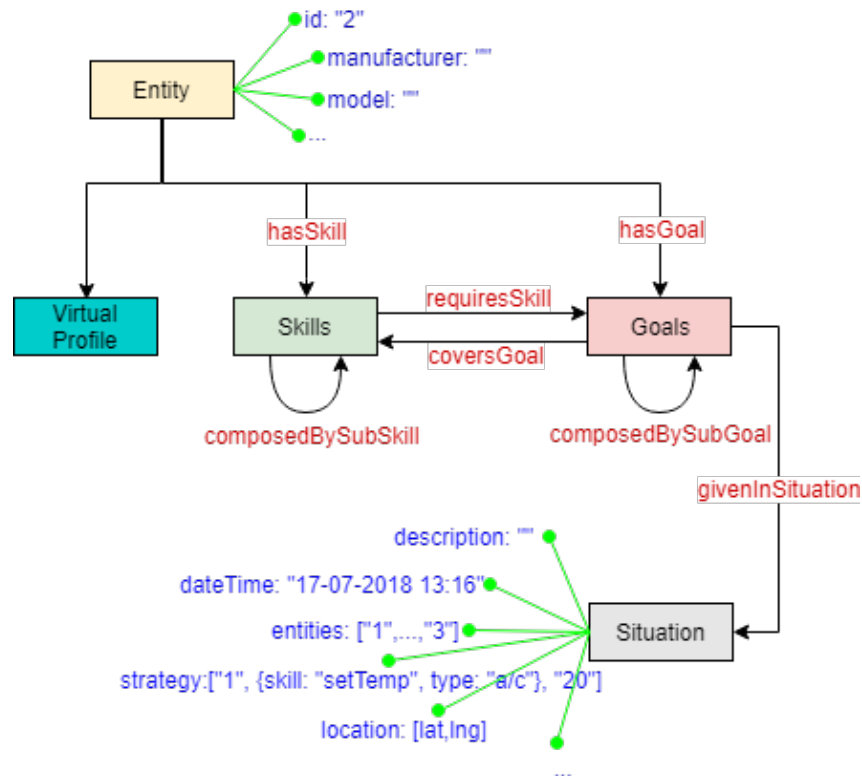 id: "2"
manufacturer: ""
Entity
model: ""
...
hasSkill
hasGoal
Virtual
Profile
Skills
requiresSkill
Goals
coversGoal
composedBySubSkill
composedBySubGoal
givenInSituation
description: ""
dateTime: "17-07-2018 13:16"
entities: ["1",...,"3"]
Situation
strategy:["1", {skill: "setTemp", type: "a/c"}, "20"]
location: [lat,lng]
...